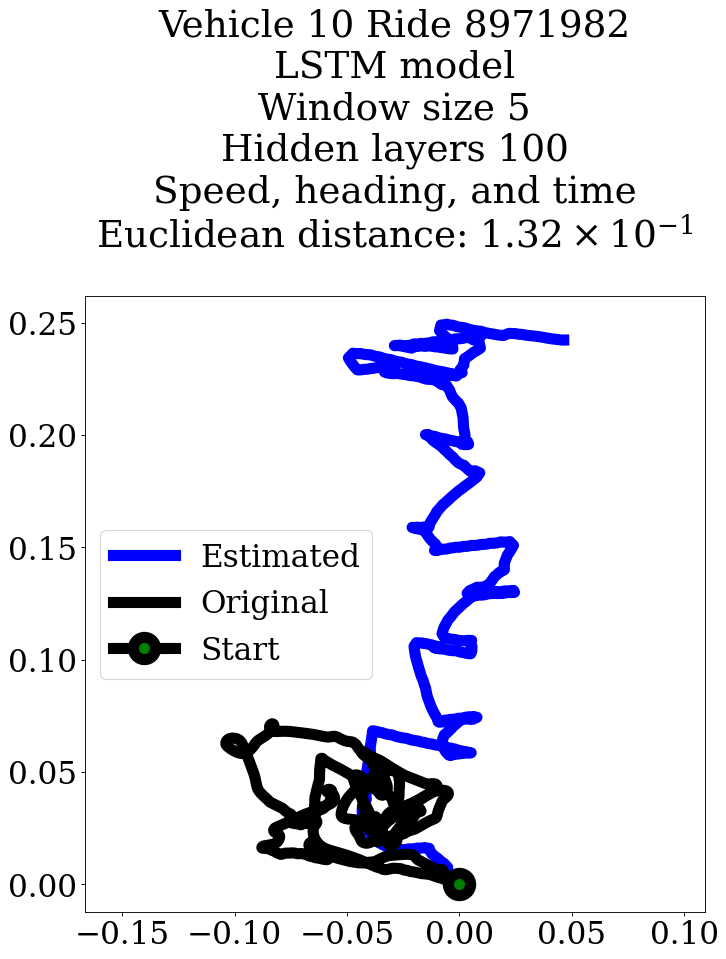 Vehicle 10 Ride 8971982
LSTM model
Window size 5
Hidden layers 100
Speed, heading, and time
Euclidean distance: 1.32 × 10⁻¹
0.25
0.20
0.15
0.10
0.05
0.00
Estimated
Original
Start
−0.15 −0.10 −0.05 0.00 0.05 0.10